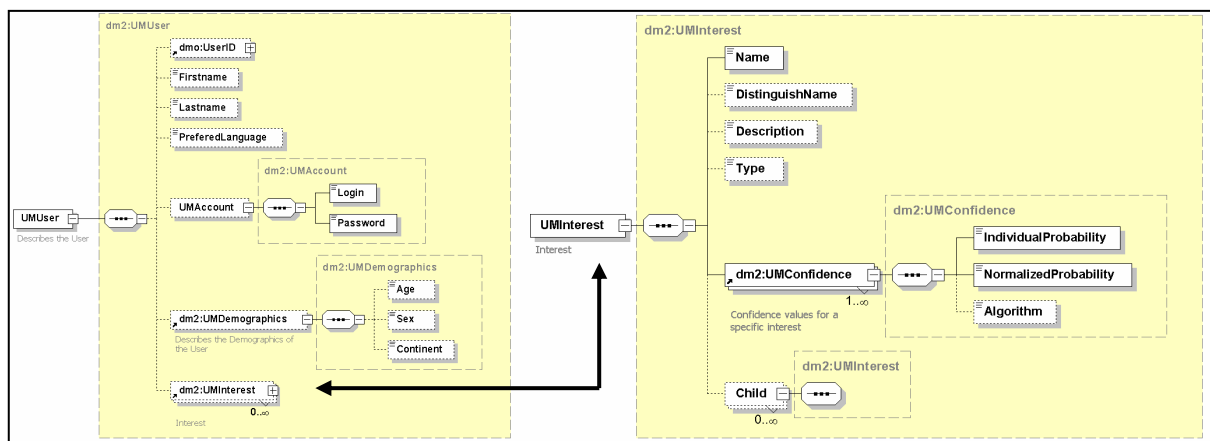 dm2:UMUser
dmo:UserID
Firstname
Lastname
PreferedLanguage
dm2:UMAccount
UMAccount
Login
Password
UMUser
Describes the User
dm2:UMDemographics
Age
dm2:UMDemographics
Sex
Describes the Demographics of
the User
Continent
dm2:UMInterest
0..∞
Interest
dm2:UMInterest
Name
DistinguishName
Description
Type
dm2:UMConfidence
UMInterest
Interest
IndividualProbability
dm2:UMConfidence
NormalizedProbability
1..∞
Confidence values for a
specific interest
Algorithm
dm2:UMInterest
Child
0..∞